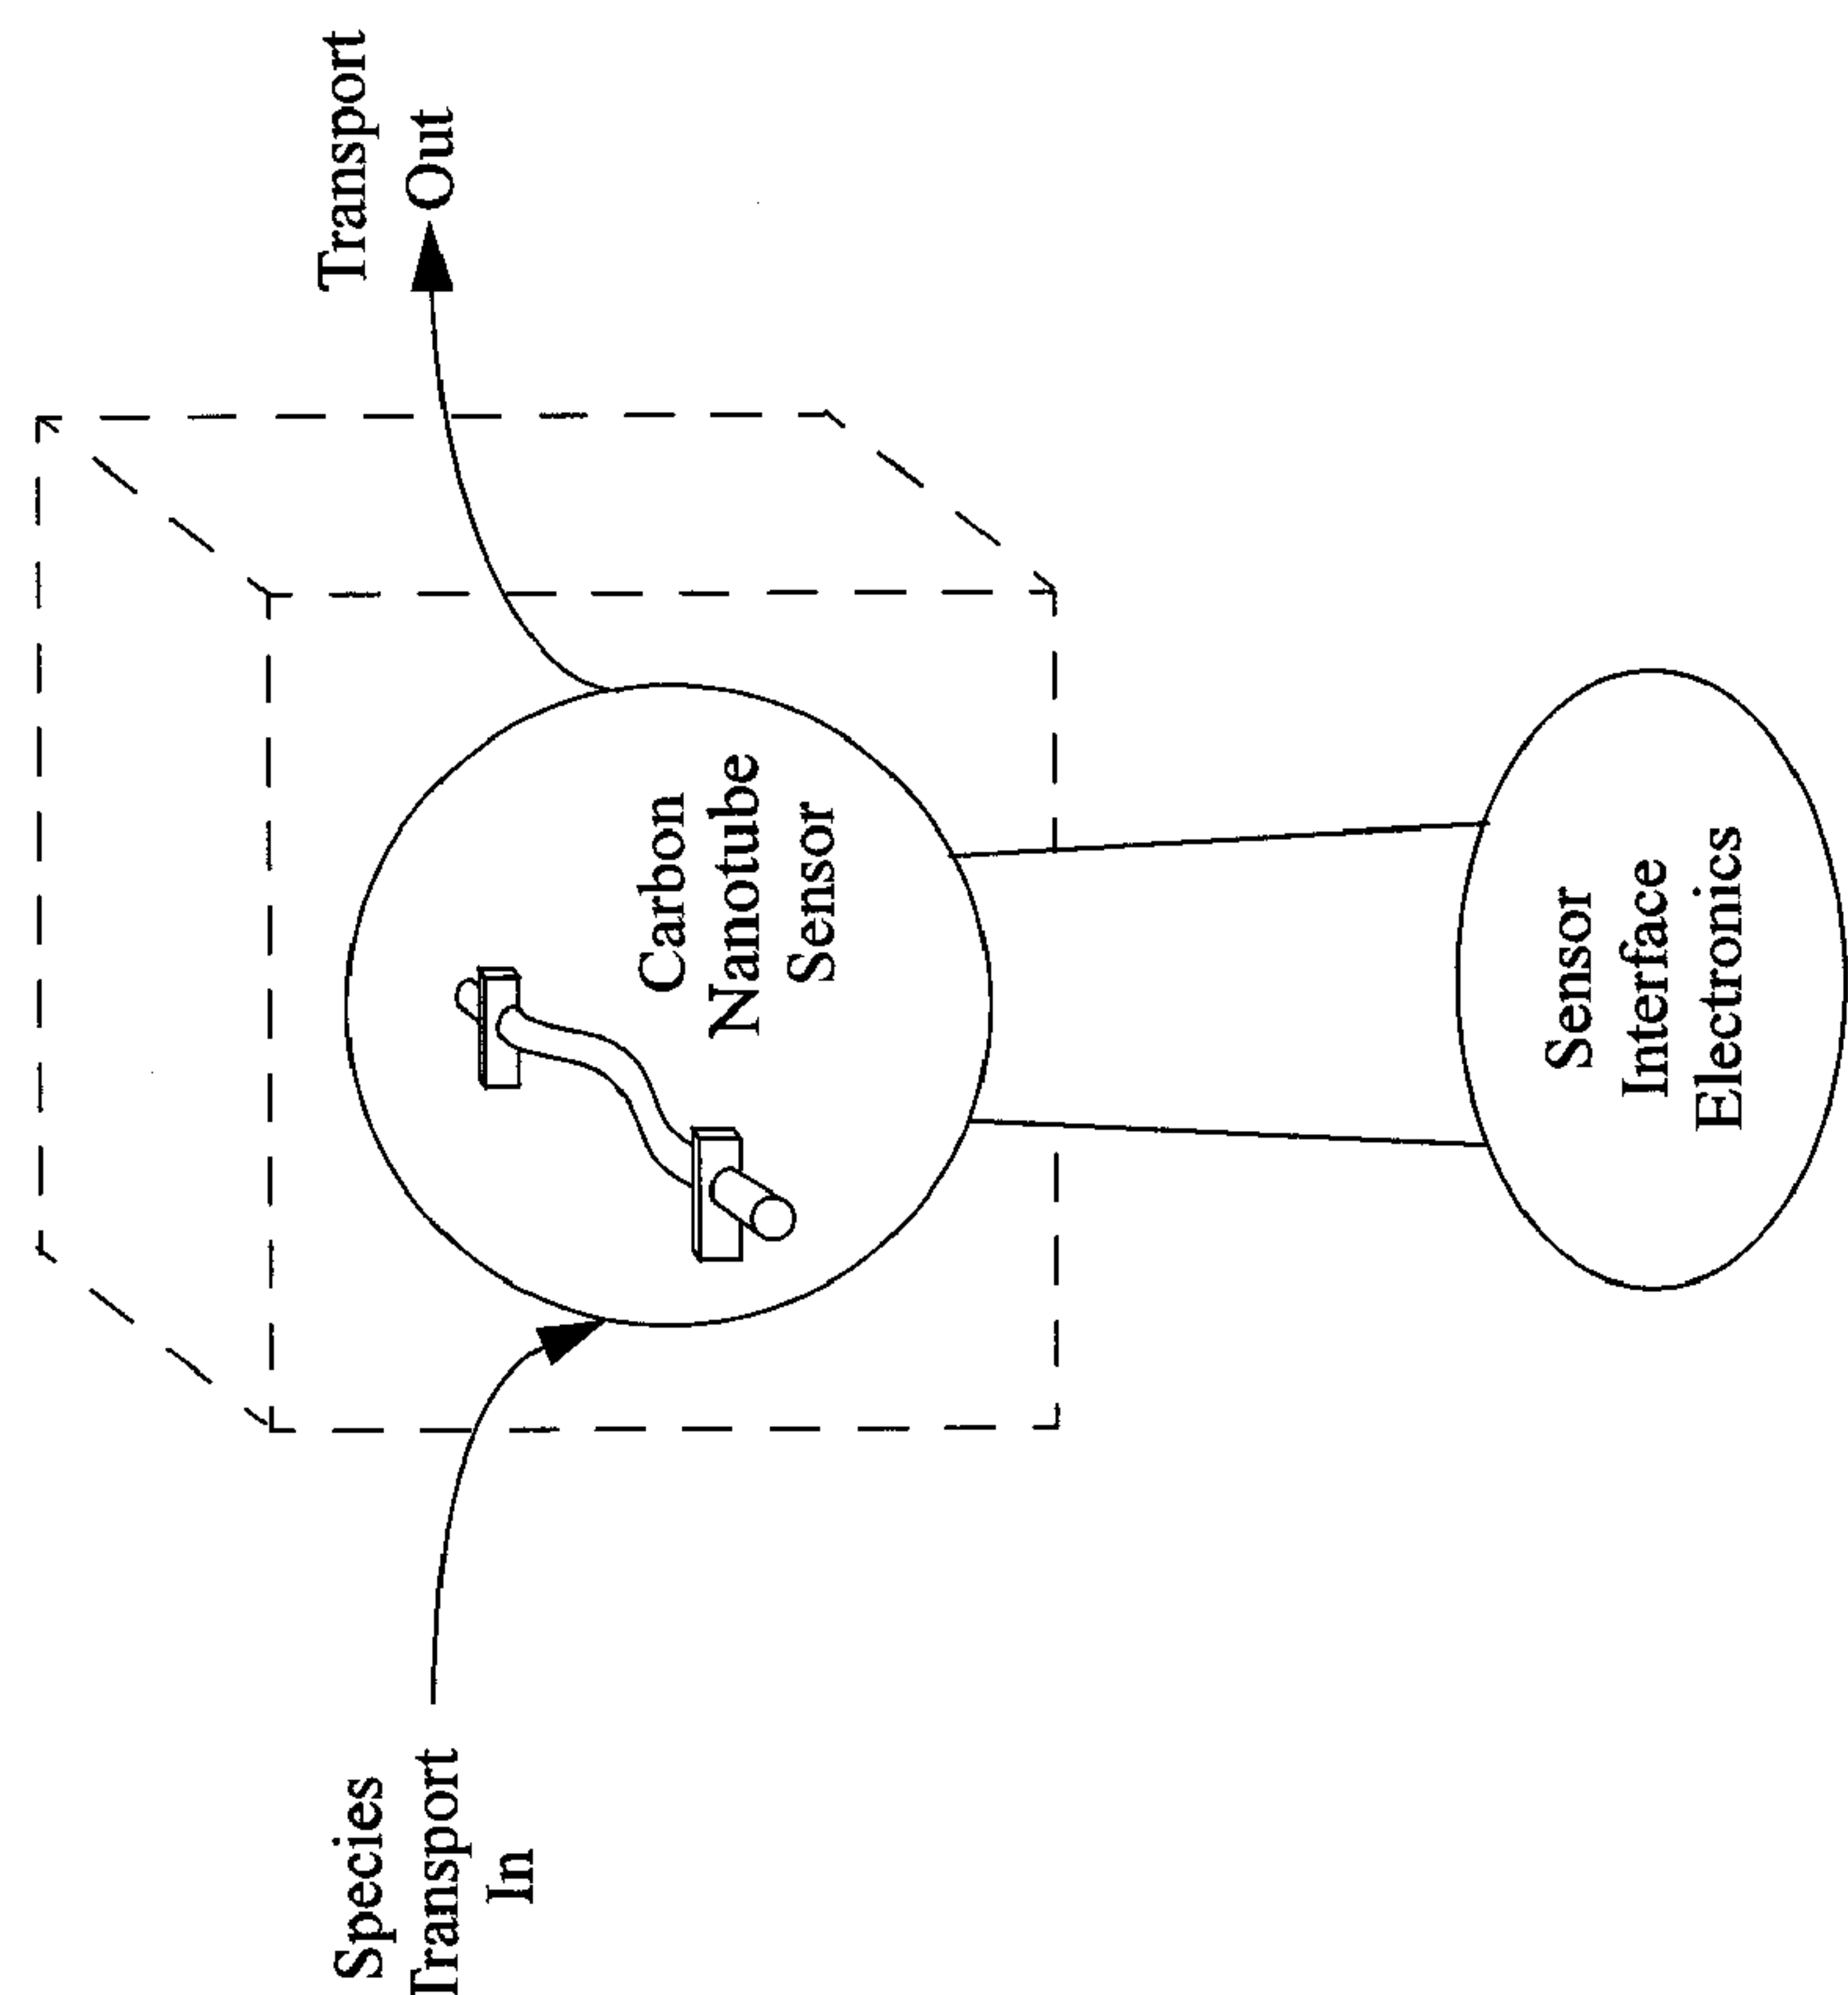 Species
Transport
In
Carbon
Nanotube
Sensor
Transport
Out
Sensor
Interface
Electronics